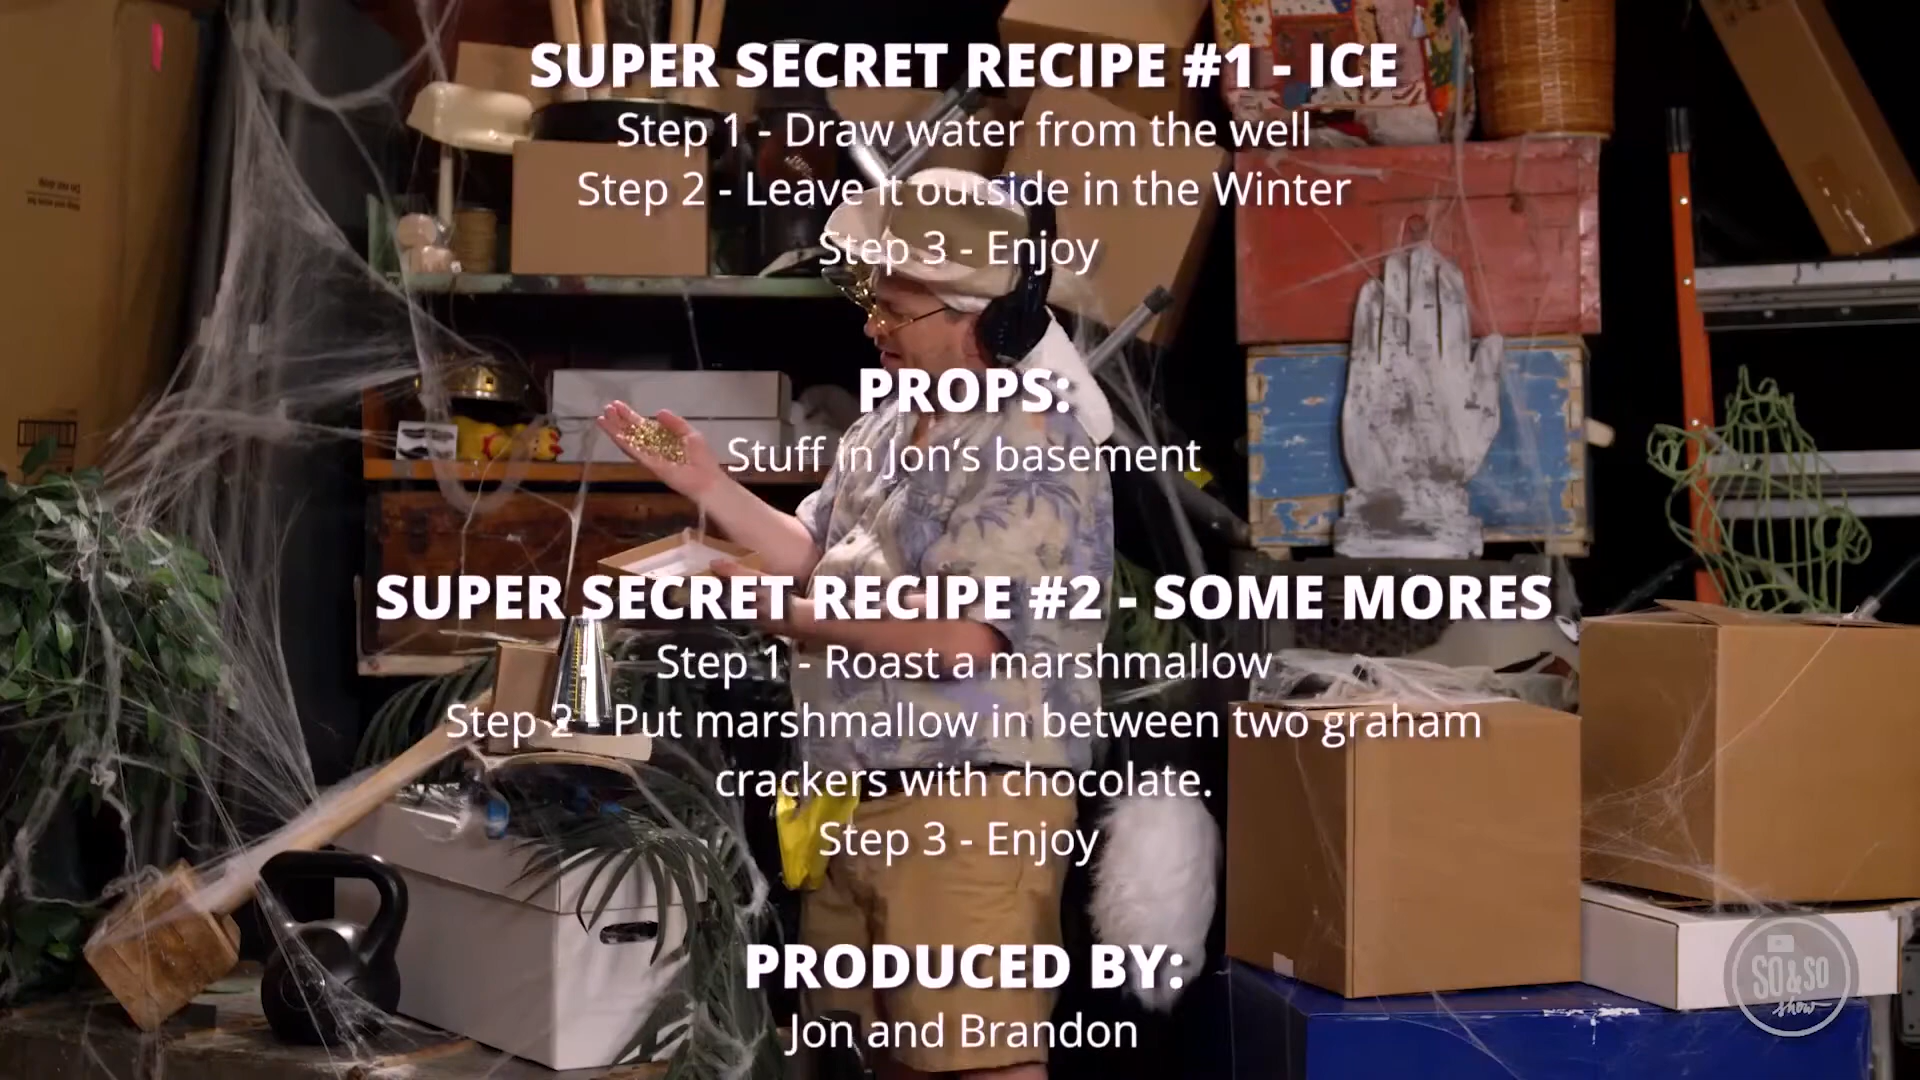 SUPER SECRET RECIPE #1 - ICE
Step 1 - Draw water from the well
Step 2 - Leave it outside in the Winter
Step 3 - Enjoy
PROPS:
Stuff in Jon’s basement
SUPER SECRET RECIPE #2 - SOME MORES
Step 1 - Roast a marshmallow
Step 2 - Put marshmallow in between two graham
crackers with chocolate.
Step 3 - Enjoy
PRODUCED BY:
Jon and Brandon
SO & SO
show